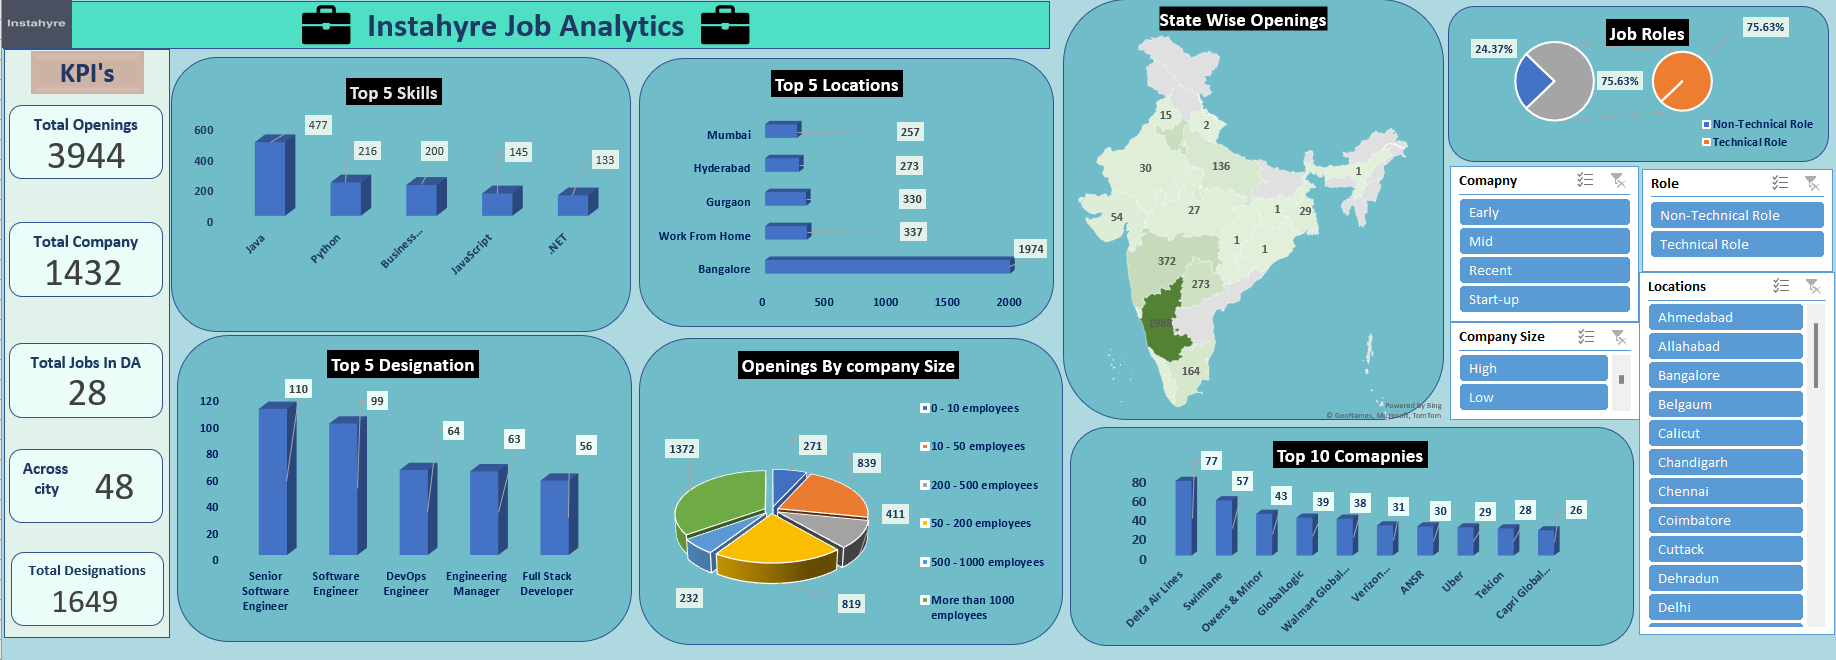 Instahyre
Instahyre Job Analytics
KPI's
Total Openings
3944
Total Company
1432
Total Jobs In DA
28
Across
city
48
Total Designations
1649
Top 5 Skills
600
400
200
0
477
216
200
145
133
Java
Python
Business...
JavaScript
.NET
Top 5 Locations
Mumbai
257
Hyderabad
273
Gurgaon
330
Work From Home
337
Bangalore
1974
0
500
1000
1500
2000
Top 5 Designation
120
100
80
60
40
20
0
110
99
64
63
56
Senior
Software
Engineer
Software
Engineer
DevOps
Engineer
Engineering
Manager
Full Stack
Developer
Openings By company Size
1372
271
839
411
819
232
0 - 10 employees
10 - 50 employees
200 - 500 employees
50 - 200 employees
500 - 1000 employees
More than 1000
employees
State Wise Openings
15
2
30
136
1
54
27
1
29
1
1
372
273
1988
164
Powered by Bing
© GeoNames, Microsoft, TomTom
Job Roles
24.37%
75.63%
75.63%
Non-Technical Role
Technical Role
Comapny
Early
Mid
Recent
Start-up
Company Size
High
Low
Role
Non-Technical Role
Technical Role
Locations
Ahmedabad
Allahabad
Bangalore
Belgaum
Calicut
Chandigarh
Chennai
Coimbatore
Cuttack
Dehradun
Delhi
Top 10 Comapnies
80
60
40
20
0
77
57
43
39
38
31
30
29
28
26
Delta Air Lines
Swimlane
Owens & Minor
GlobalLogic
Walmart Global...
Verizon...
ANSR
Uber
Tekion
Capri Global...